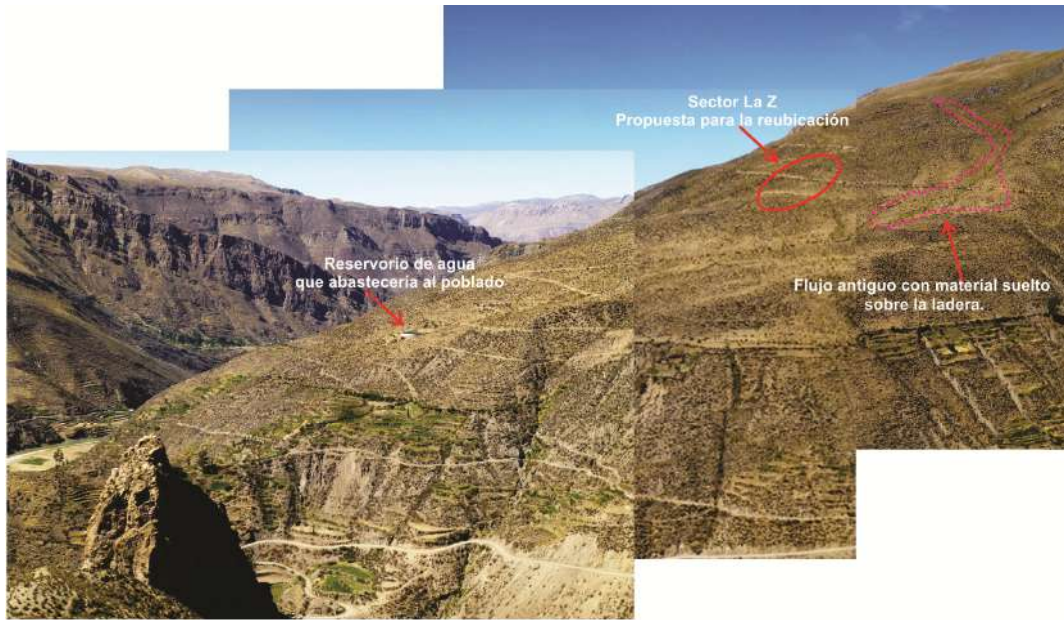 Sector La Z
Propuesta para la reubicación
Reservorio de agua
que abastecería al poblado
Flujo antiguo con material suelto
sobre la ladera.